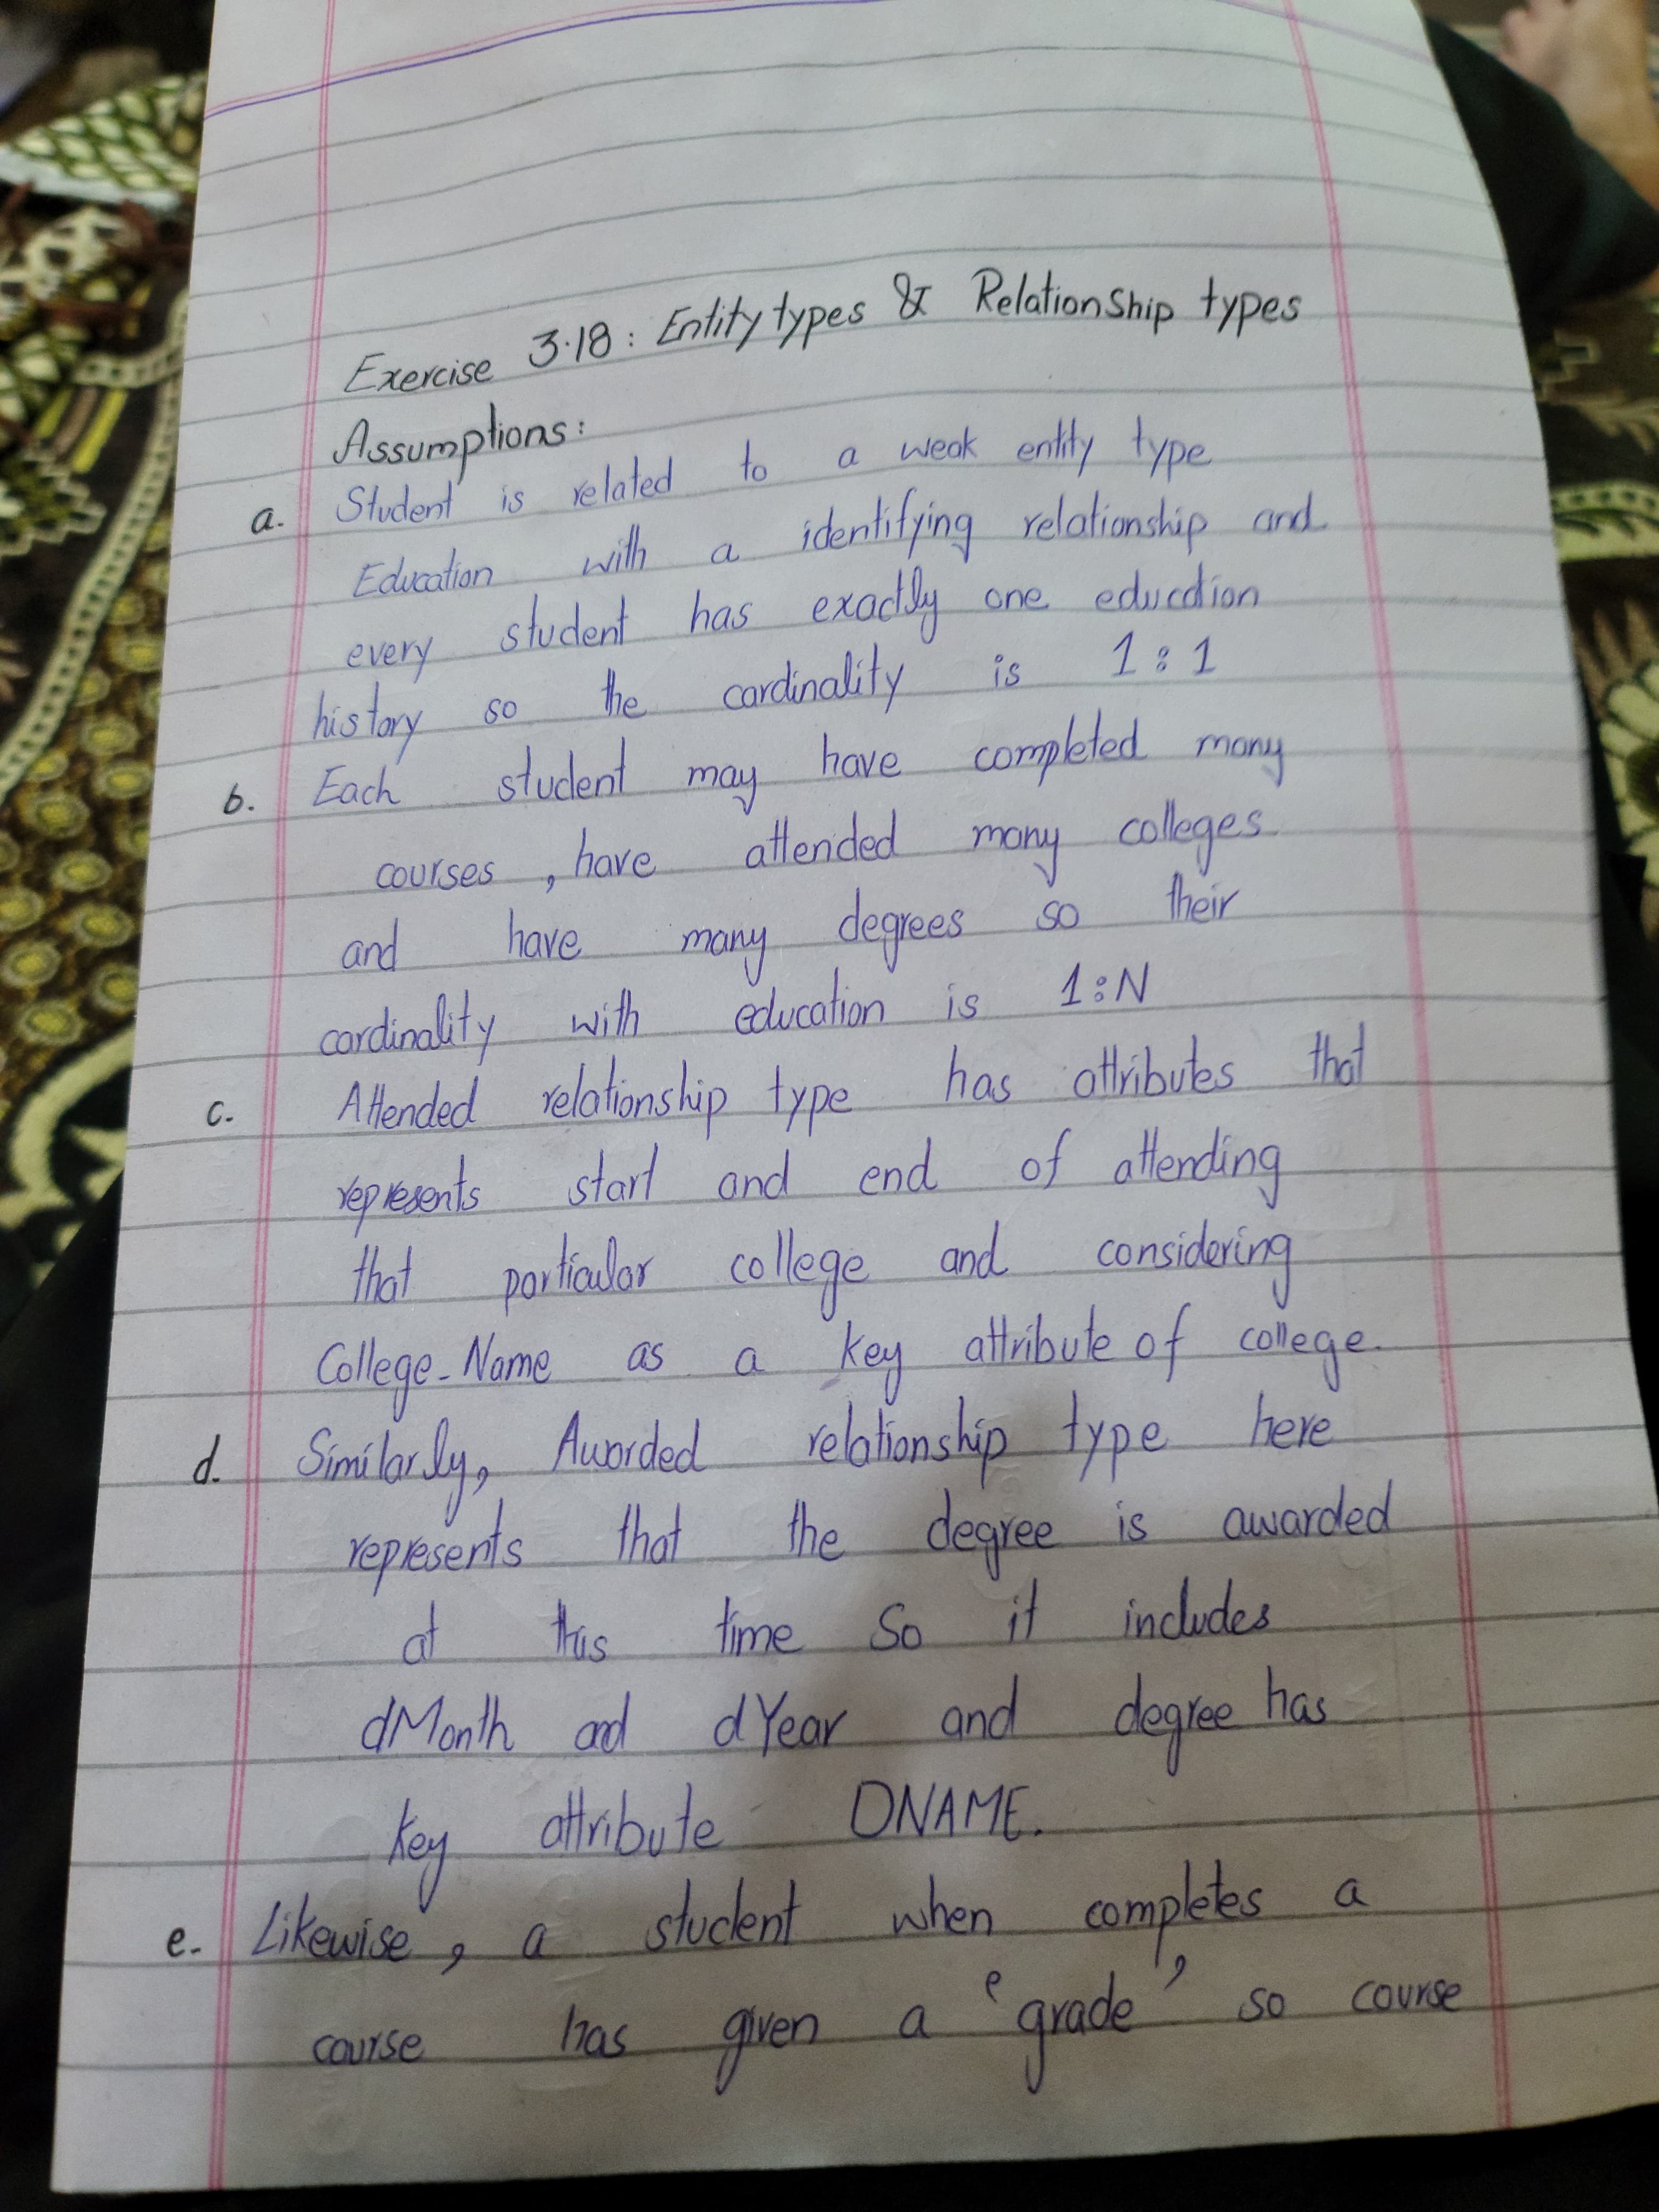 Exercise 3.18: Entity types & Relationship types
Assumptions:
a. Student is related to a weak entity type
Education with a identifying relationship and
every student has exactly one education
history so the cardinality is 1:1
b. Each student may have completed many
courses, have attended many colleges
and have many degrees so their
cardinality with education is 1:N
c. Attended relationship type has attributes that
represents start and end of attending
that particular college and considering
College-Name as a key attribute of college.
d. Similarly, Awarded relationship type here
represents that the degree is awarded
at this time So it includes
dMonth and dYear and degree has
key attribute DNAME.
e. Likewise, a student when completes a
course has given a 'grade' so course